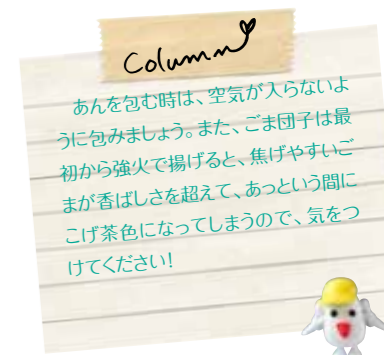 Column
あんを包む時は、空気が入らないよ
うに包みましょう。また、ごま団子は最
初から強火で揚げると、焦げやすいご
まが香ばしさを超えて、あっという間に
こげ茶色になってしまうので、気をつ
けてください!